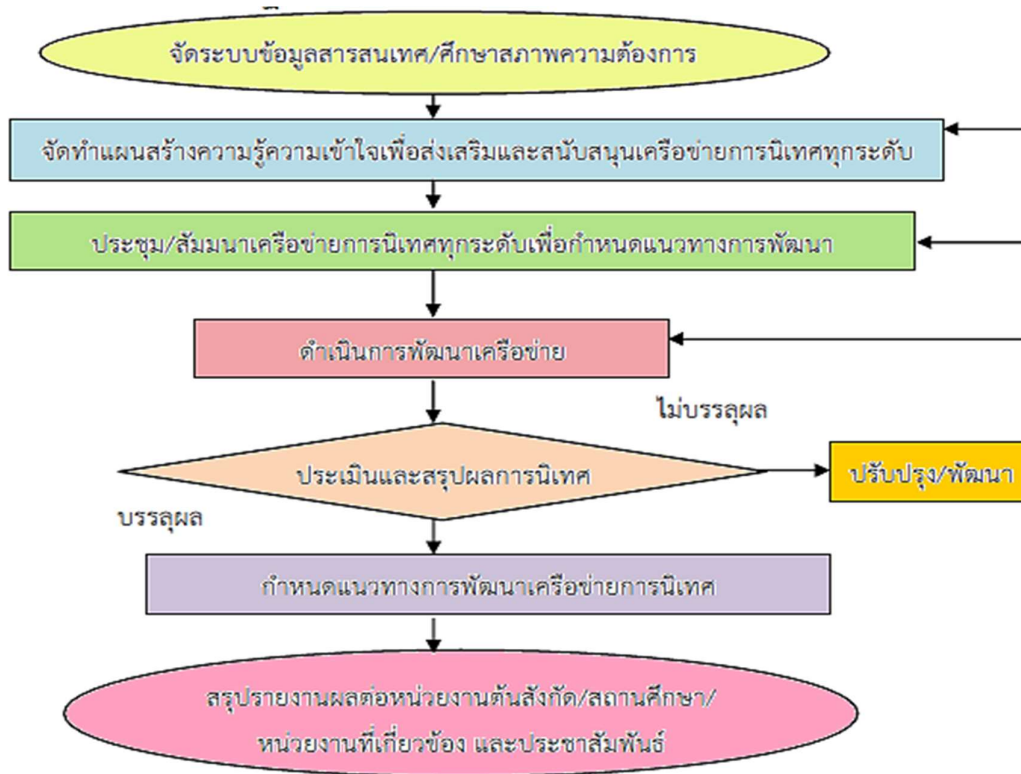 จัดระบบข้อมูลสารสนเทศ/ศึกษาสภาพความต้องการ
จัดทำแผนสร้างความรู้ความเข้าใจเพื่อส่งเสริมและสนับสนุนเครือข่ายการนิเทศทุกระดับ
ประชุม/สัมมนาเครือข่ายการนิเทศทุกระดับเพื่อกำหนดแนวทางการพัฒนา
ดำเนินการพัฒนาเครือข่าย
ไม่บรรลุผล
ประเมินและสรุปผลการนิเทศ
ปรับปรุง/พัฒนา
บรรลุผล
กำหนดแนวทางการพัฒนาเครือข่ายการนิเทศ
สรุปรายงานผลต่อหน่วยงานต้นสังกัด/สถานศึกษา/
หน่วยงานที่เกี่ยวข้อง และประชาสัมพันธ์